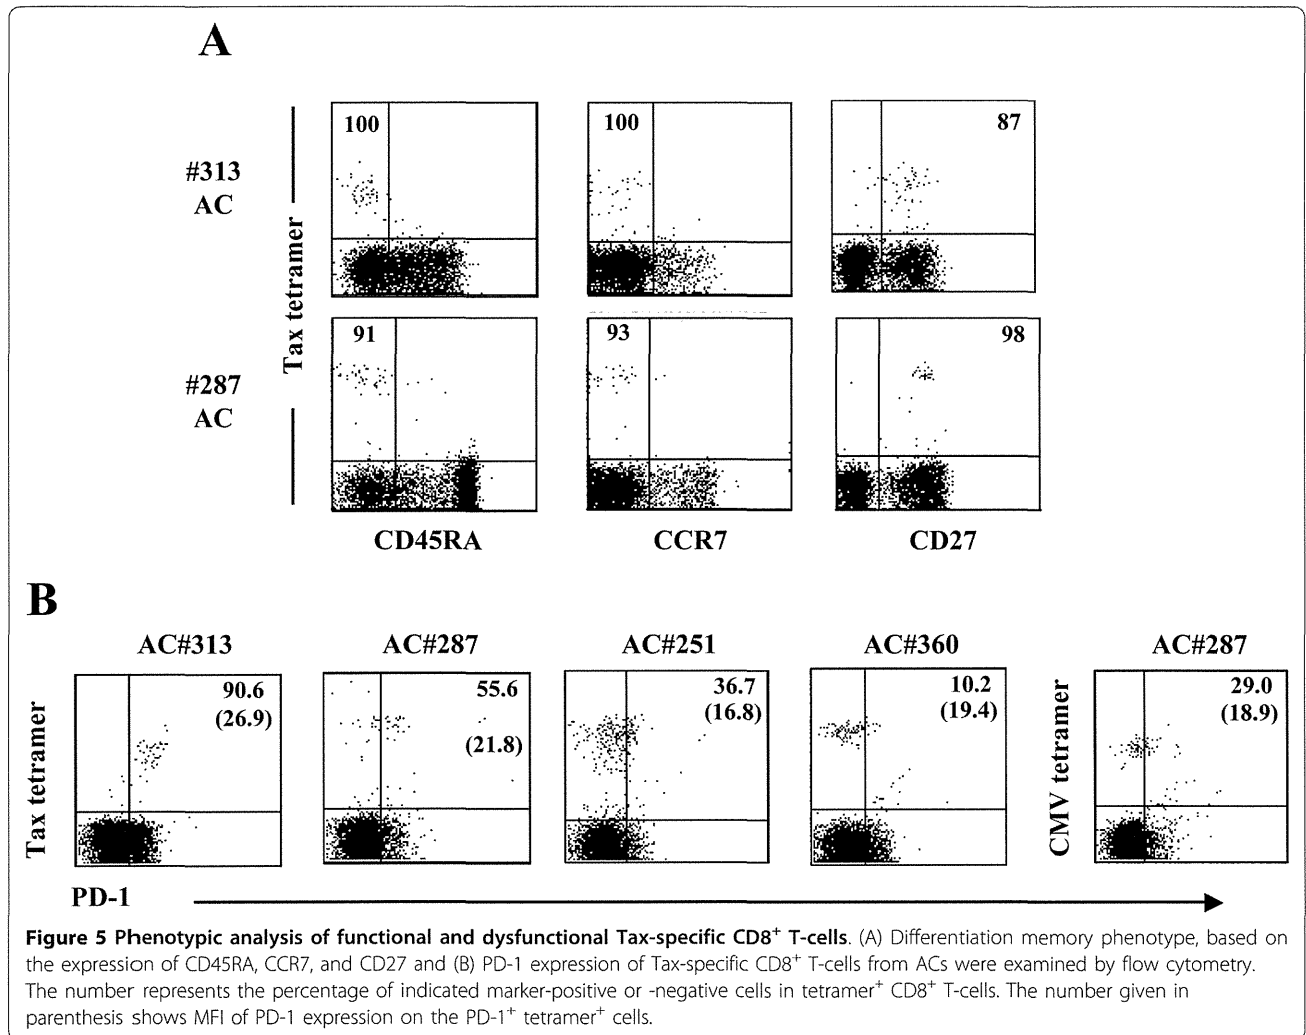 A
100
100
87
#313
AC
Tax tetramer
91
93
98
#287
AC
CD45RA
CCR7
CD27
B
AC#313
AC#287
AC#251
AC#360
AC#287
Tax tetramer
90.6
(26.9)
55.6
(21.8)
36.7
(16.8)
10.2
(19.4)
CMV tetramer
29.0
(18.9)
PD-1
Figure 5 Phenotypic analysis of functional and dysfunctional Tax-specific CD8⁺ T-cells. (A) Differentiation memory phenotype, based on
the expression of CD45RA, CCR7, and CD27 and (B) PD-1 expression of Tax-specific CD8⁺ T-cells from ACs were examined by flow cytometry.
The number represents the percentage of indicated marker-positive or -negative cells in tetramer⁺ CD8⁺ T-cells. The number given in
parenthesis shows MFI of PD-1 expression on the PD-1⁺ tetramer⁺ cells.